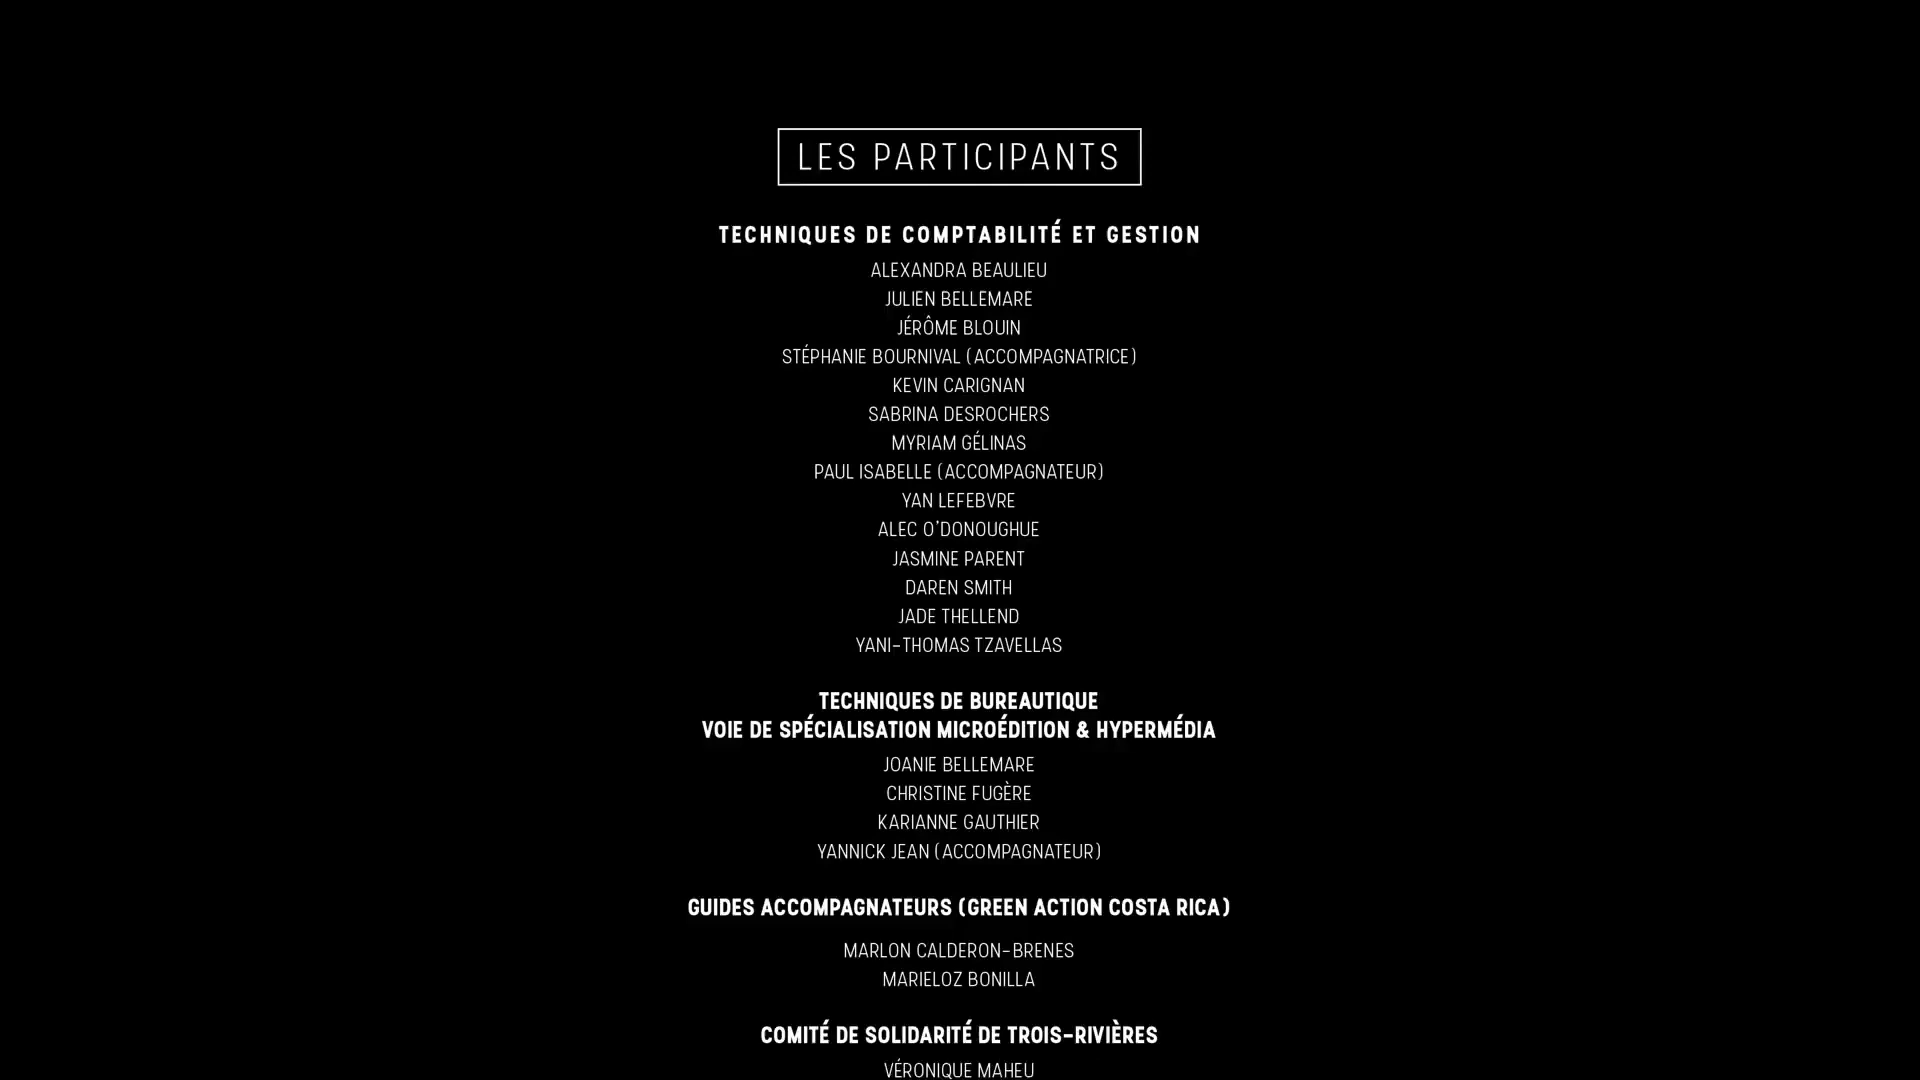 LES PARTICIPANTS
TECHNIQUES DE COMPTABILITÉ ET GESTION
ALEXANDRA BEAULIEU
JULIEN BELLEMARE
JÉRÔME BLOUIN
STÉPHANIE BOURNIVAL (ACCOMPAGNATRICE)
KEVIN CARIGNAN
SABRINA DESROCHERS
MYRIAM GÉLINAS
PAUL ISABELLE (ACCOMPAGNATEUR)
YAN LEFEBVRE
ALEC O'DONOUGHUE
JASMINE PARENT
DAREN SMITH
JADE THELLEND
YANI-THOMAS TZAVELLAS
TECHNIQUES DE BUREAUTIQUE
VOIE DE SPÉCIALISATION MICROÉDITION & HYPERMÉDIA
JOANIE BELLEMARE
CHRISTINE FUGÈRE
KARIANNE GAUTHIER
YANNICK JEAN (ACCOMPAGNATEUR)
GUIDES ACCOMPAGNATEURS (GREEN ACTION COSTA RICA)
MARLON CALDERON-BRENES
MARIELOZ BONILLA
COMITÉ DE SOLIDARITÉ DE TROIS-RIVIÈRES
VÉRONIQUE MAHEU